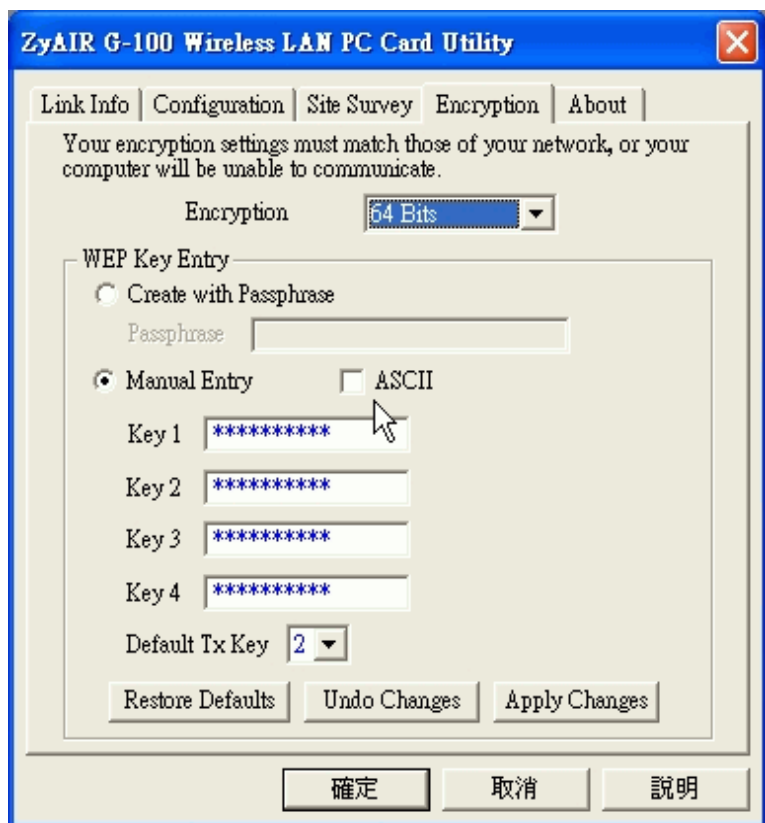 ZyAIR G-100 Wireless LAN PC Card Utility
Link Info Configuration Site Survey Encryption About
Your encryption settings must match those of your network, or your
computer will be unable to communicate.
Encryption 64 Bits
WEP Key Entry
Create with Passphrase
Passphrase
Manual Entry ASCII
Key 1 **********
Key 2 **********
Key 3 **********
Key 4 **********
Default Tx Key 2
Restore Defaults Undo Changes Apply Changes
確定 取消 說明